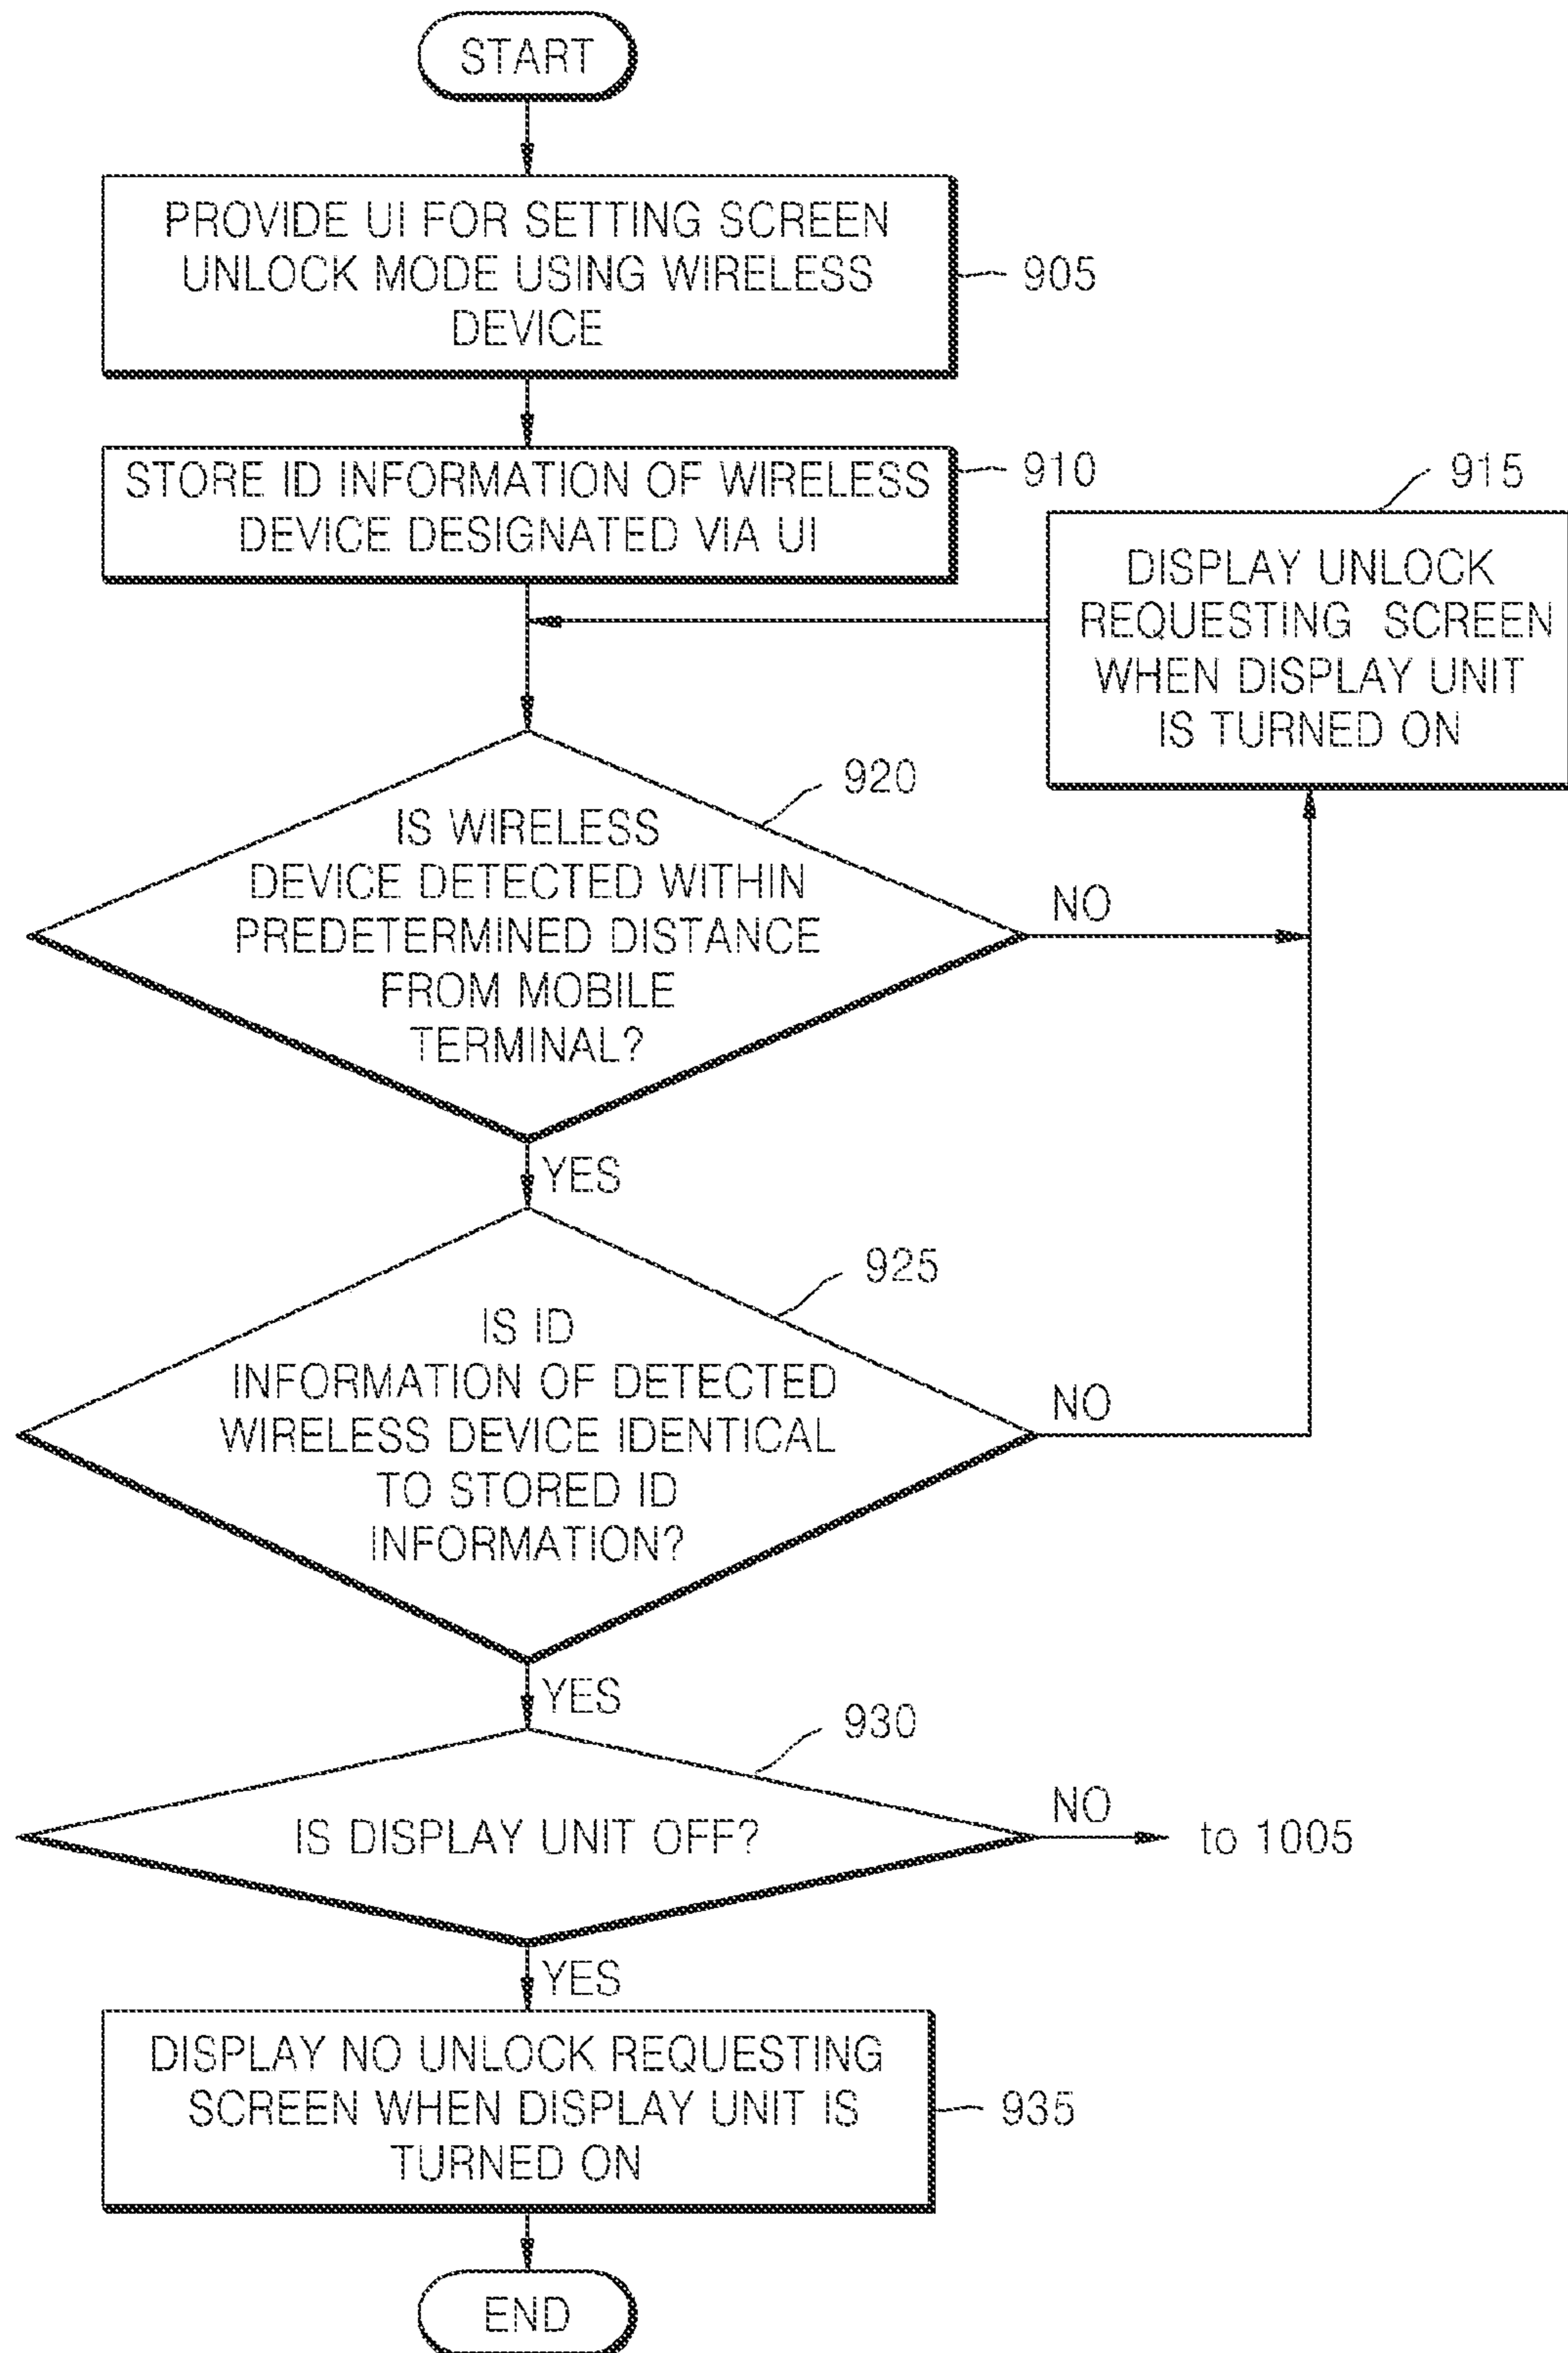 START
PROVIDE UI FOR SETTING SCREEN
UNLOCK MODE USING WIRELESS
DEVICE
905
STORE ID INFORMATION OF WIRELESS
DEVICE DESIGNATED VIA UI
910
915
DISPLAY UNLOCK
REQUESTING SCREEN
WHEN DISPLAY UNIT
IS TURNED ON
920
IS WIRELESS
DEVICE DETECTED WITHIN
PREDETERMINED DISTANCE
FROM MOBILE
TERMINAL?
NO
YES
925
IS ID
INFORMATION OF DETECTED
WIRELESS DEVICE IDENTICAL
TO STORED ID
INFORMATION?
NO
YES
930
IS DISPLAY UNIT OFF?
NO
to 1005
YES
DISPLAY NO UNLOCK REQUESTING
SCREEN WHEN DISPLAY UNIT IS
TURNED ON
935
END